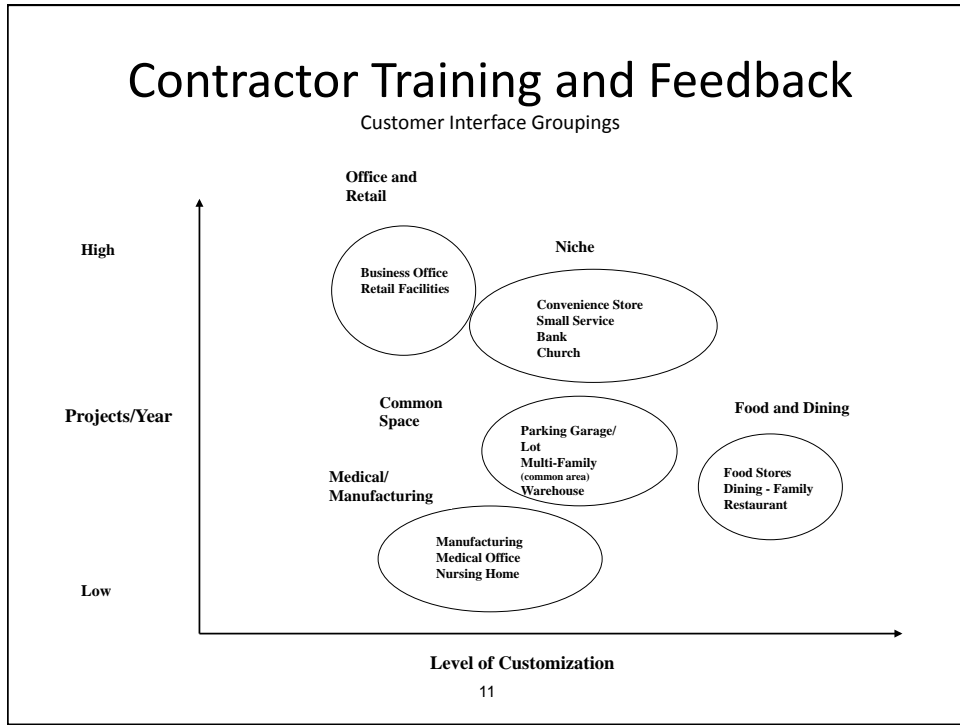 Contractor Training and Feedback
Customer Interface Groupings
Office and
Retail
High
Niche
Business Office
Retail Facilities
Convenience Store
Small Service
Bank
Church
Projects/Year
Common
Space
Food and Dining
Parking Garage/
Lot
Multi-Family
(common area)
Warehouse
Medical/
Manufacturing
Food Stores
Dining - Family
Restaurant
Manufacturing
Medical Office
Nursing Home
Low
Level of Customization
11